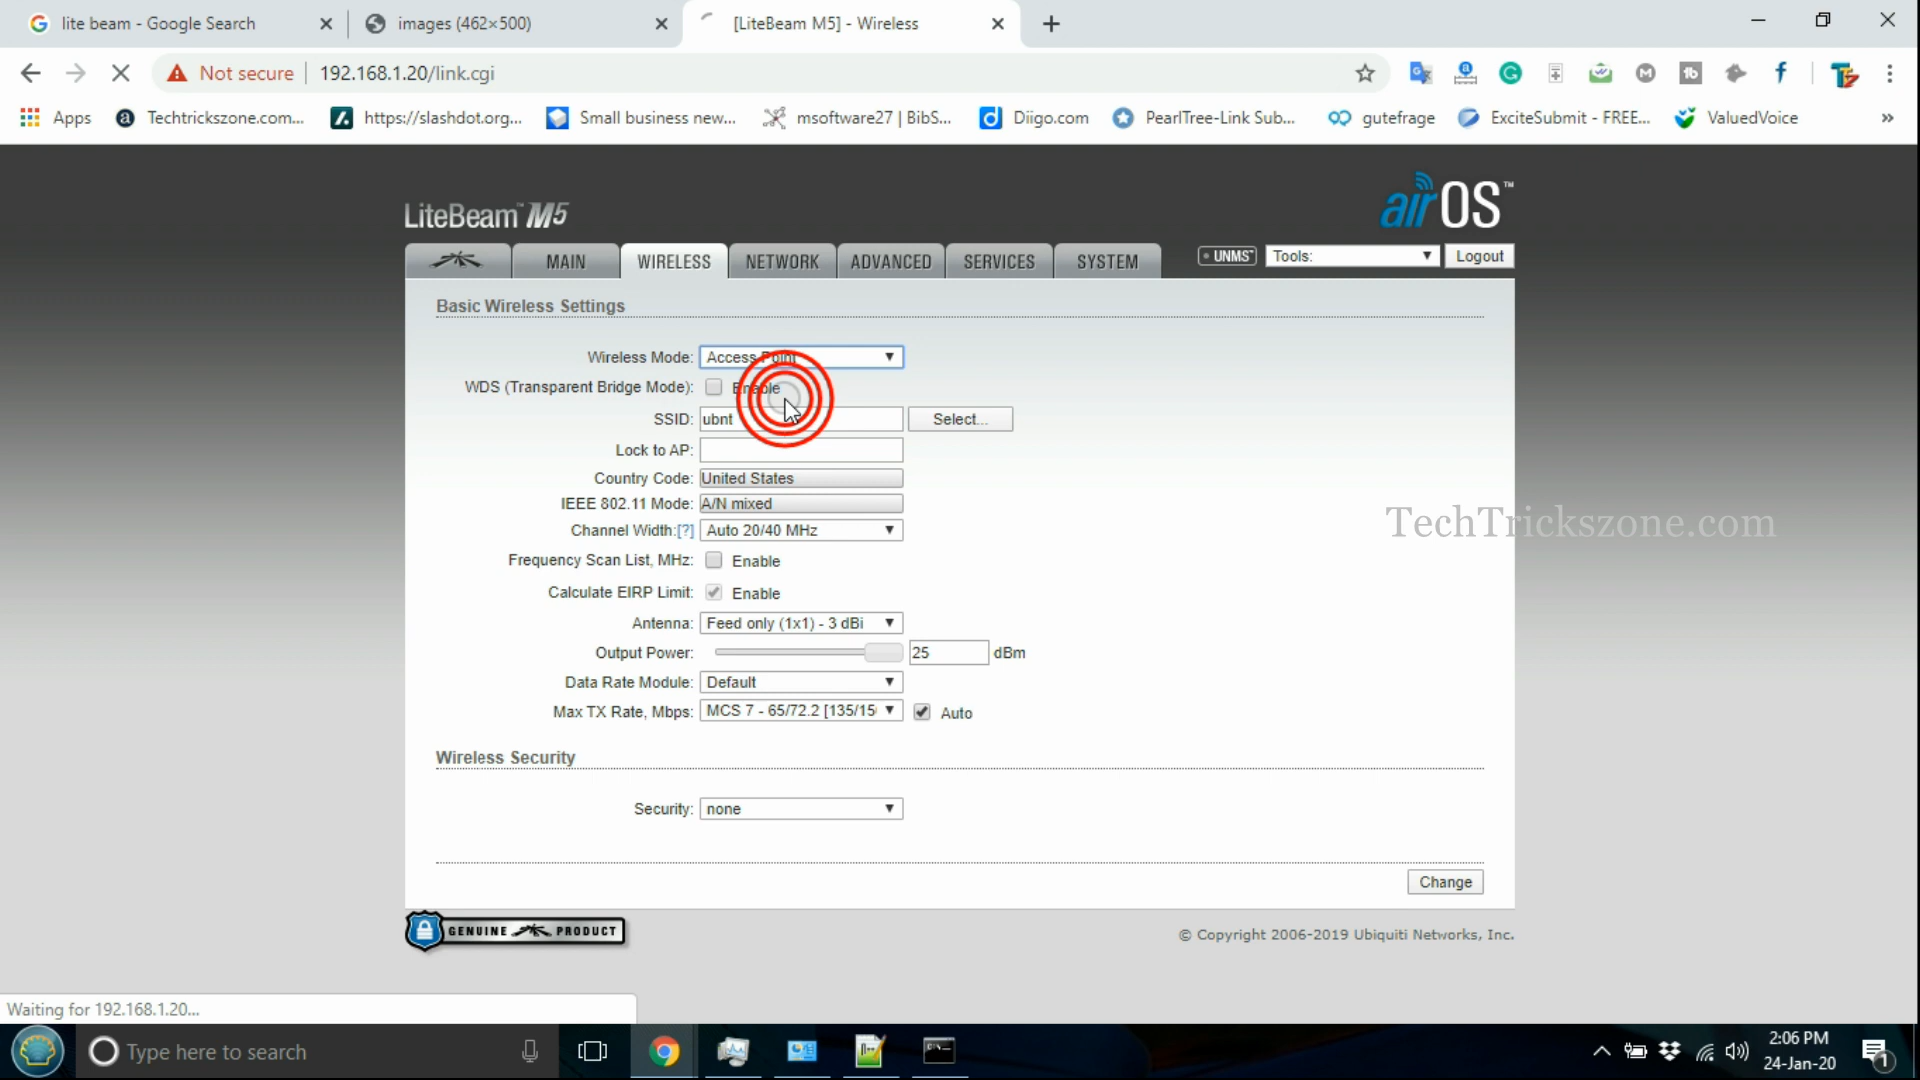 lite beam - Google Search
images (462×500)
[LiteBeam M5] - Wireless
Not secure
192.168.1.20/link.cgi
Apps
Techtrickszone.com...
https://slashdot.org...
Small business new...
msoftware27 | BibS...
Diigo.com
PearlTree-Link Sub...
gutefrage
ExciteSubmit - FREE...
ValuedVoice
»
LiteBeam™ M5
airOS™
MAIN
WIRELESS
NETWORK
ADVANCED
SERVICES
SYSTEM
UNMS™
Tools:
Logout
Basic Wireless Settings
Wireless Mode: Access Point
WDS (Transparent Bridge Mode): Enable
SSID: ubnt Select...
Lock to AP:
Country Code: United States
IEEE 802.11 Mode: A/N mixed
Channel Width:[?] Auto 20/40 MHz
Frequency Scan List, MHz: Enable
Calculate EIRP Limit: Enable
Antenna: Feed only (1x1) - 3 dBi
Output Power: 25 dBm
Data Rate Module: Default
Max TX Rate, Mbps: MCS 7 - 65/72.2 [135/15 Auto
TechTrickszone.com
Wireless Security
Security: none
Change
GENUINE PRODUCT
© Copyright 2006-2019 Ubiquiti Networks, Inc.
Waiting for 192.168.1.20...
Type here to search
2:06 PM
24-Jan-20
1